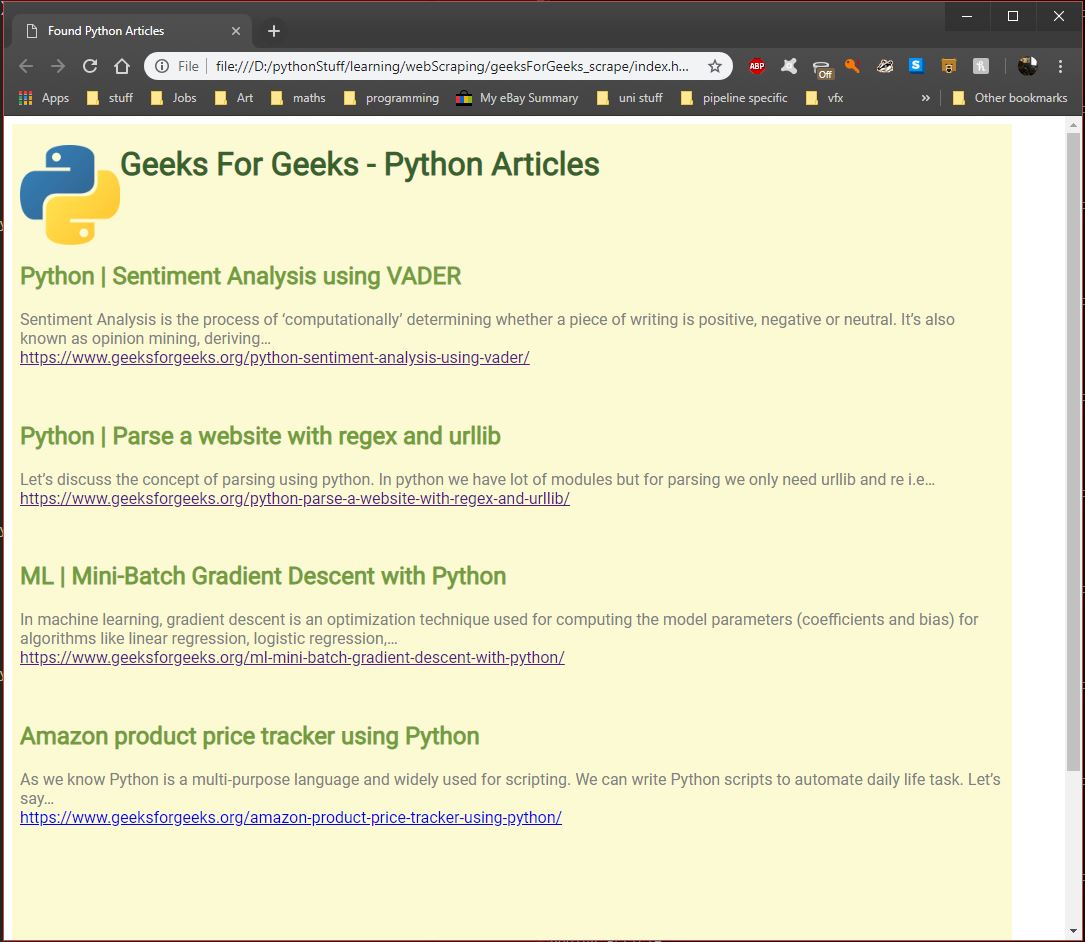 Found Python Articles
File file:///D:/pythonStuff/learning/webScraping/geeksForGeeks_scrape/index.h...
ABP
Off
S
Apps stuff Jobs Art maths programming My eBay Summary uni stuff pipeline specific vfx » Other bookmarks
Geeks For Geeks - Python Articles
Python | Sentiment Analysis using VADER
Sentiment Analysis is the process of ‘computationally’ determining whether a piece of writing is positive, negative or neutral. It’s also
known as opinion mining, deriving…
https://www.geeksforgeeks.org/python-sentiment-analysis-using-vader/
Python | Parse a website with regex and urllib
Let’s discuss the concept of parsing using python. In python we have lot of modules but for parsing we only need urllib and re i.e…
https://www.geeksforgeeks.org/python-parse-a-website-with-regex-and-urllib/
ML | Mini-Batch Gradient Descent with Python
In machine learning, gradient descent is an optimization technique used for computing the model parameters (coefficients and bias) for
algorithms like linear regression, logistic regression,…
https://www.geeksforgeeks.org/ml-mini-batch-gradient-descent-with-python/
Amazon product price tracker using Python
As we know Python is a multi-purpose language and widely used for scripting. We can write Python scripts to automate daily life task. Let’s
say…
https://www.geeksforgeeks.org/amazon-product-price-tracker-using-python/